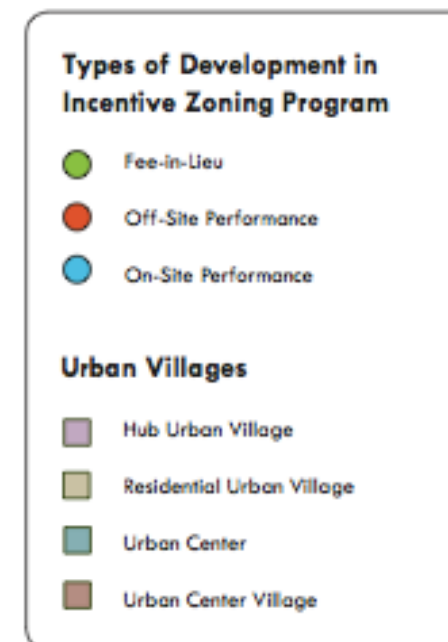 Types of Development in
Incentive Zoning Program
Fee-in-Lieu
Off-Site Performance
On-Site Performance
Urban Villages
Hub Urban Village
Residential Urban Village
Urban Center
Urban Center Village